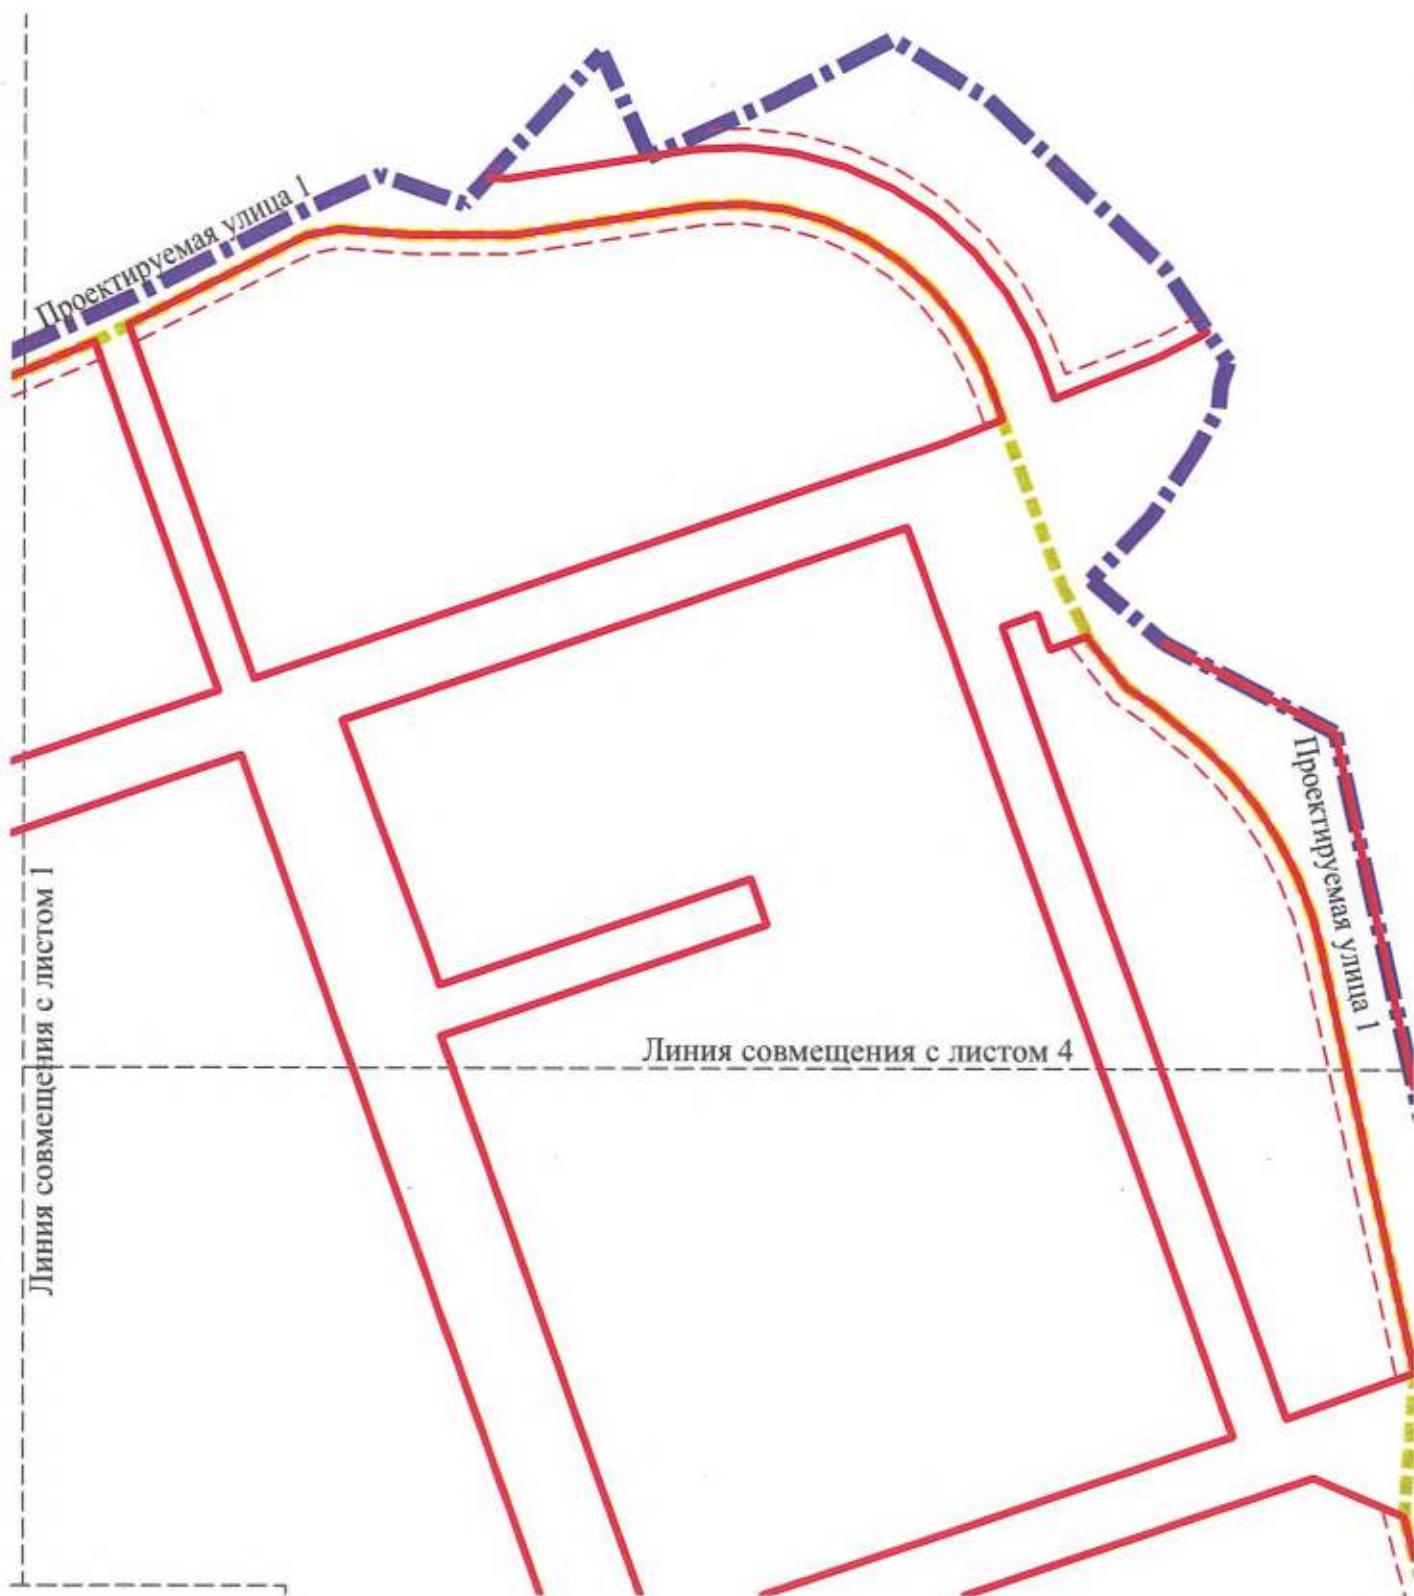 Проектируемая улица 1
Проектируемая улица 1
Линия совмещения с листом 1
Линия совмещения с листом 4